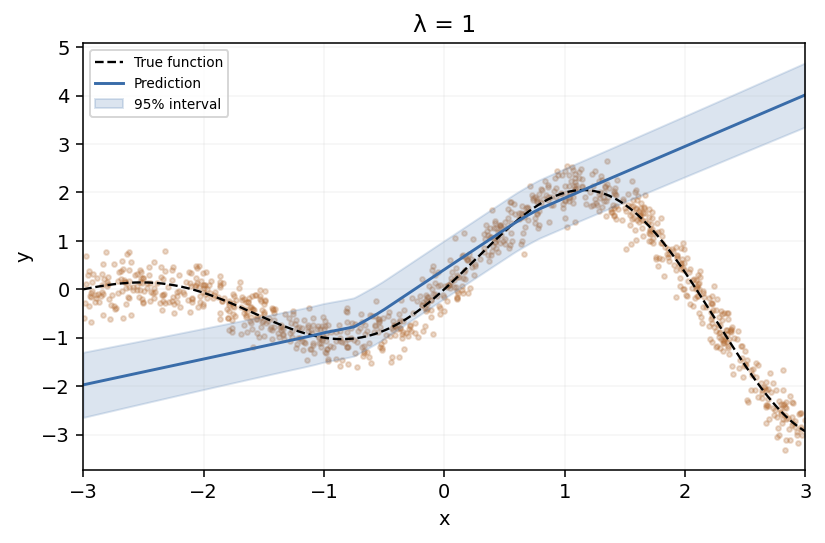 λ = 1
True function
Prediction
95% interval
5
4
3
2
1
0
−1
−2
−3
y
−3 −2 −1 0 1 2 3
x